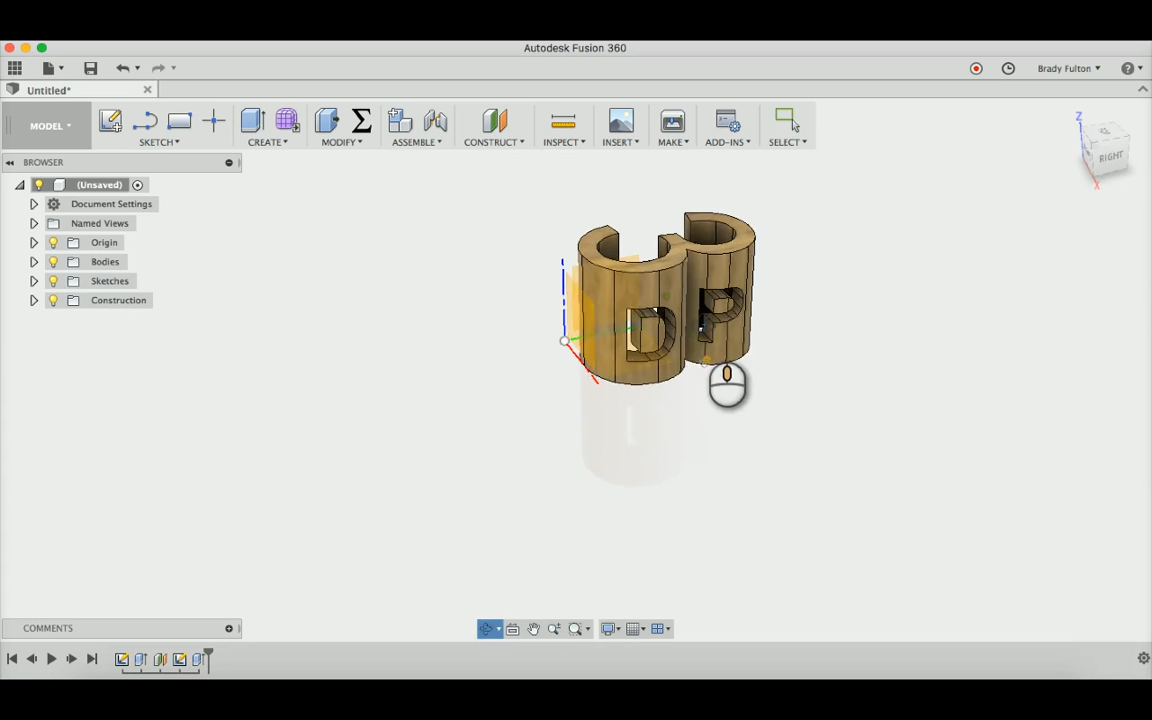 Autodesk Fusion 360
Brady Fulton
Untitled*
MODEL
SKETCH
CREATE
MODIFY
ASSEMBLE
CONSTRUCT
INSPECT
INSERT
MAKE
ADD-INS
SELECT
Z
RIGHT
X
BROWSER
(Unsaved)
Document Settings
Named Views
Origin
Bodies
Sketches
Construction
D P
COMMENTS